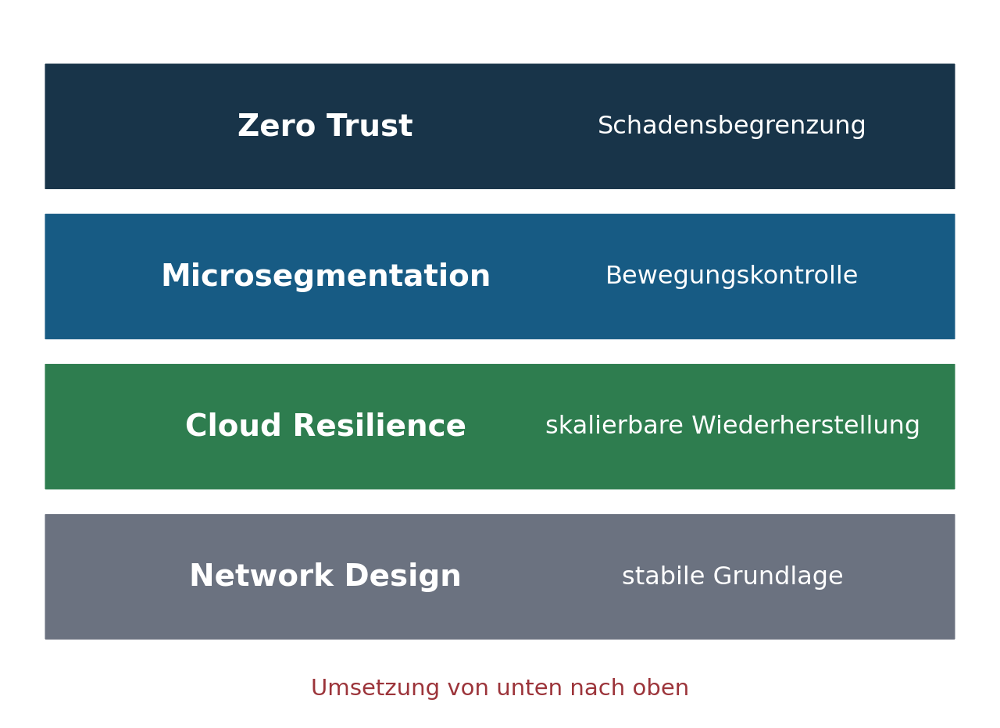 Zero Trust Schadensbegrenzung
Microsegmentation Bewegungskontrolle
Cloud Resilience skalierbare Wiederherstellung
Network Design stabile Grundlage
Umsetzung von unten nach oben